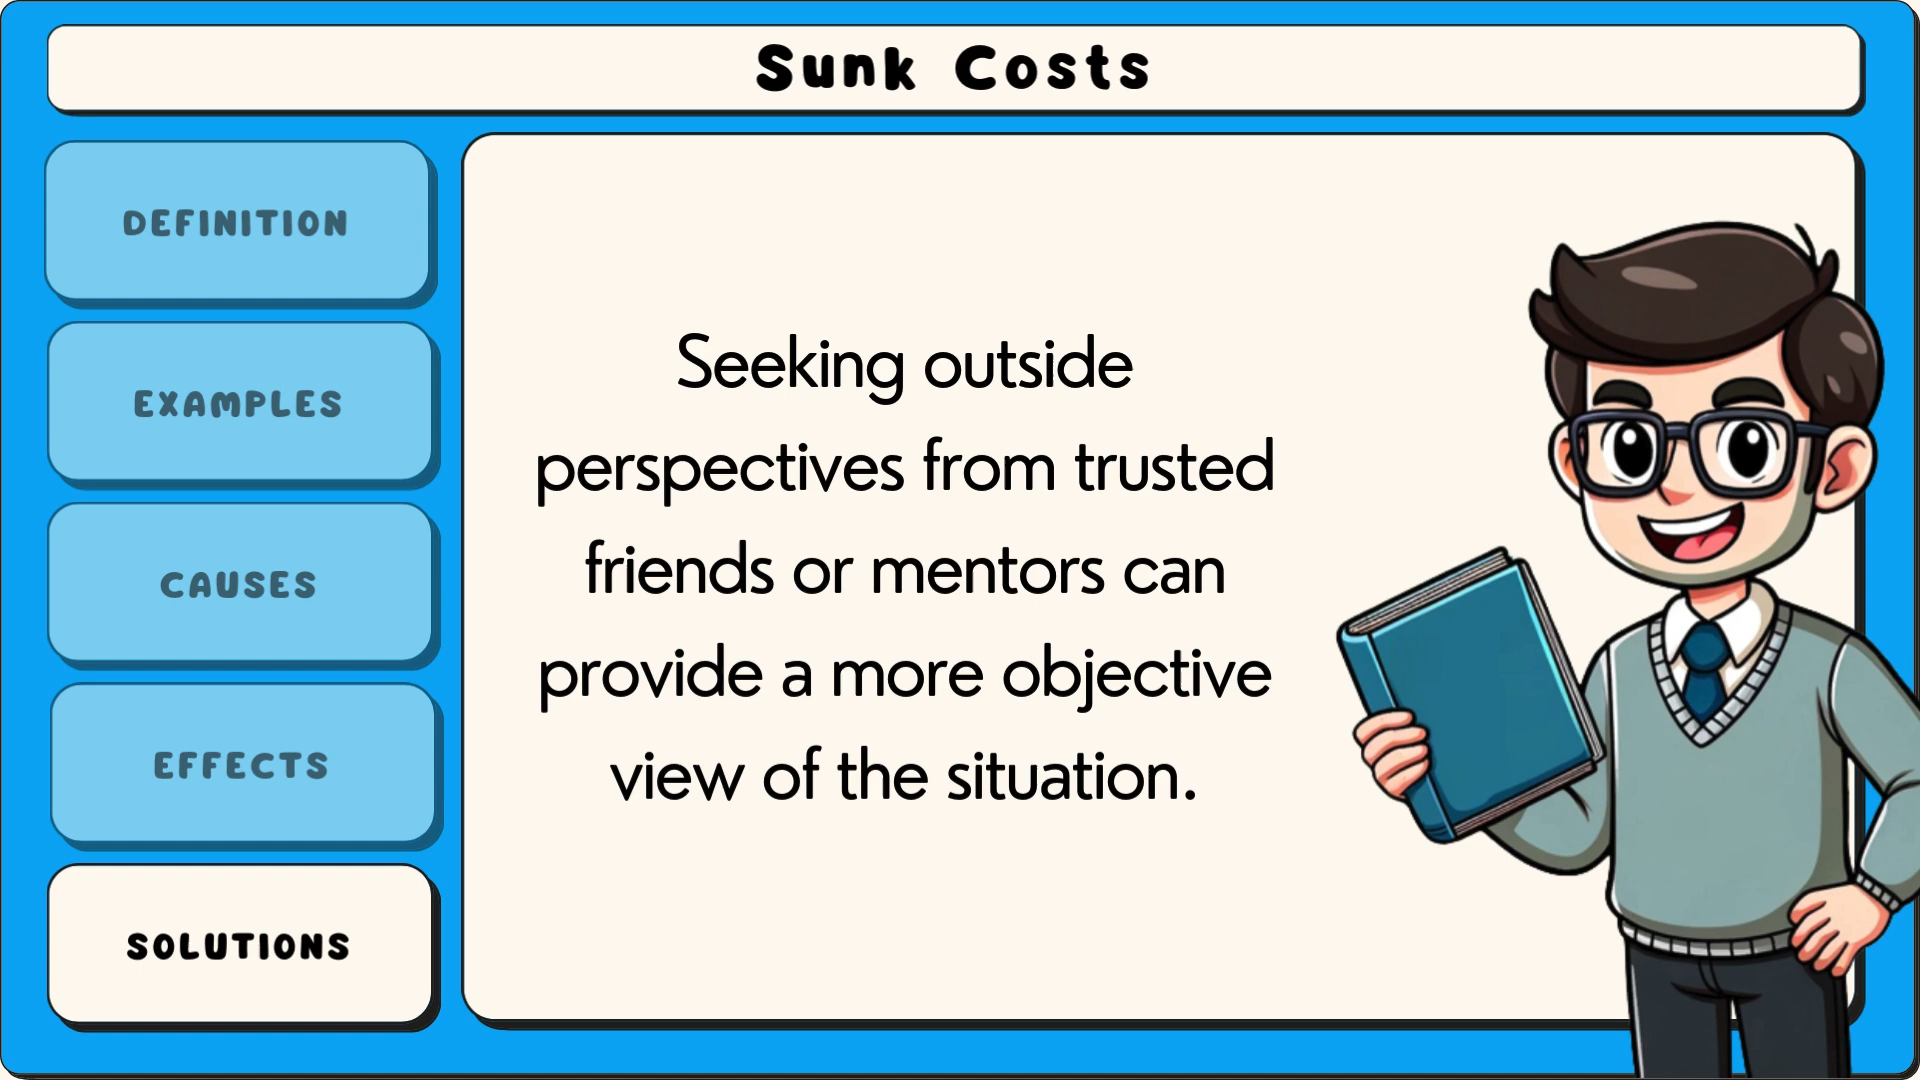 Sunk Costs
DEFINITION
EXAMPLES
CAUSES
EFFECTS
SOLUTIONS
Seeking outside
perspectives from trusted
friends or mentors can
provide a more objective
view of the situation.